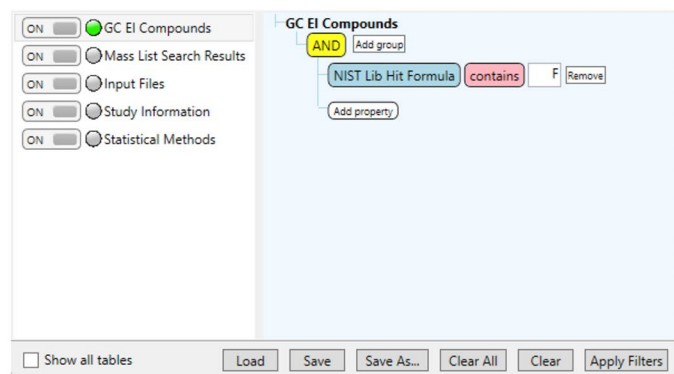 ON GC EI Compounds
ON Mass List Search Results
ON Input Files
ON Study Information
ON Statistical Methods
GC EI Compounds
AND Add group
NIST Lib Hit Formula contains F Remove
Add property
Show all tables Load Save Save As... Clear All Clear Apply Filters